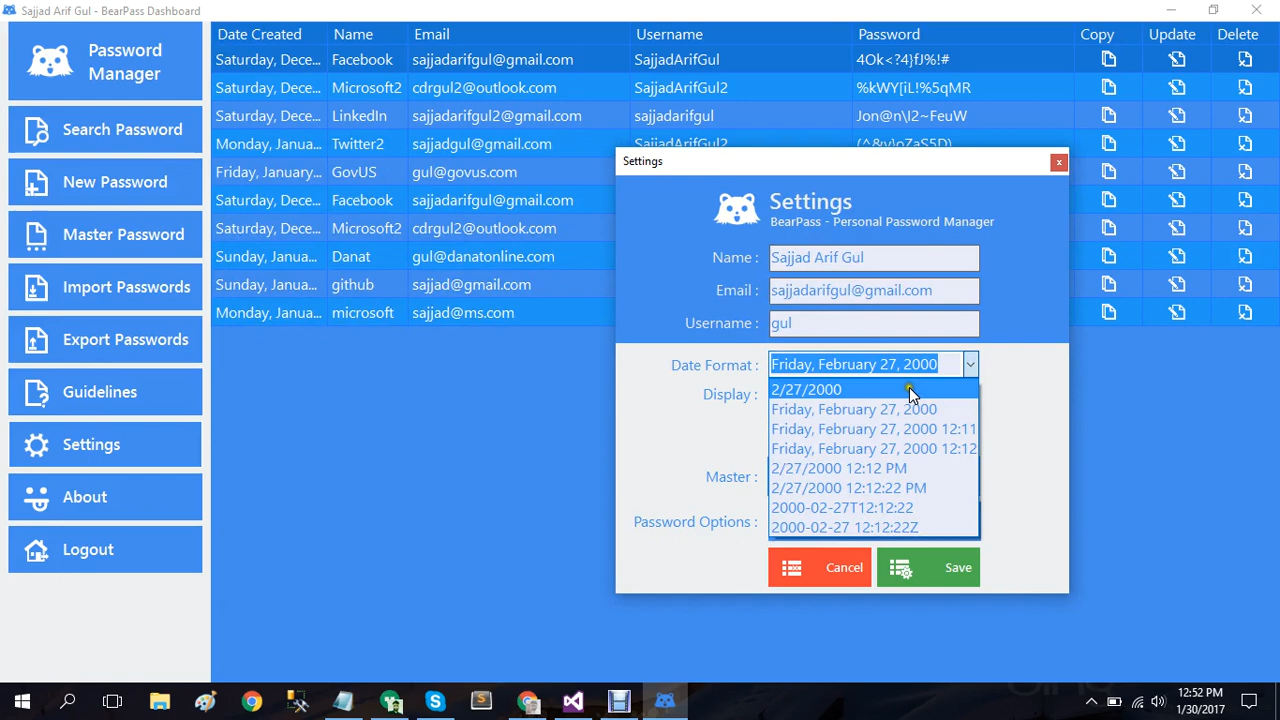 Sajjad Arif Gul - BearPass Dashboard
Password
Manager
Search Password
New Password
Master Password
Import Passwords
Export Passwords
Guidelines
Settings
About
Logout
Date Created Name Email Username Password Copy Update Delete
Saturday, Dece... Facebook sajjadarifgul@gmail.com SajjadArifGul 4Ok<?4}fJ%!#
Saturday, Dece... Microsoft2 cdrgul2@outlook.com SajjadArifGul2 %kWY[iL!%5qMR
Saturday, Dece... LinkedIn sajjadarifgul2@gmail.com sajjadarifgul Jon@n\l2~FeuW
Monday, Janua... Twitter2 sajjadgul@gmail.com SajjadArifGul2
Friday, January... GovUS gul@govus.com
Saturday, Dece... Facebook sajjadarifgul@gmail.com
Saturday, Dece... Microsoft2 cdrgul2@outlook.com
Sunday, Janua... Danat gul@danatonline.com
Sunday, Janua... github sajjad@gmail.com
Monday, Janua... microsoft sajjad@ms.com
Settings
Settings
BearPass - Personal Password Manager
Name : Sajjad Arif Gul
Email : sajjadarifgul@gmail.com
Username : gul
Date Format : Friday, February 27, 2000
Display :
2/27/2000
Friday, February 27, 2000
Friday, February 27, 2000 12:11
Friday, February 27, 2000 12:12
2/27/2000 12:12 PM
Master :
2/27/2000 12:12:22 PM
2000-02-27T12:12:22
Password Options :
2000-02-27 12:12:22Z
Cancel Save
12:52 PM
1/30/2017